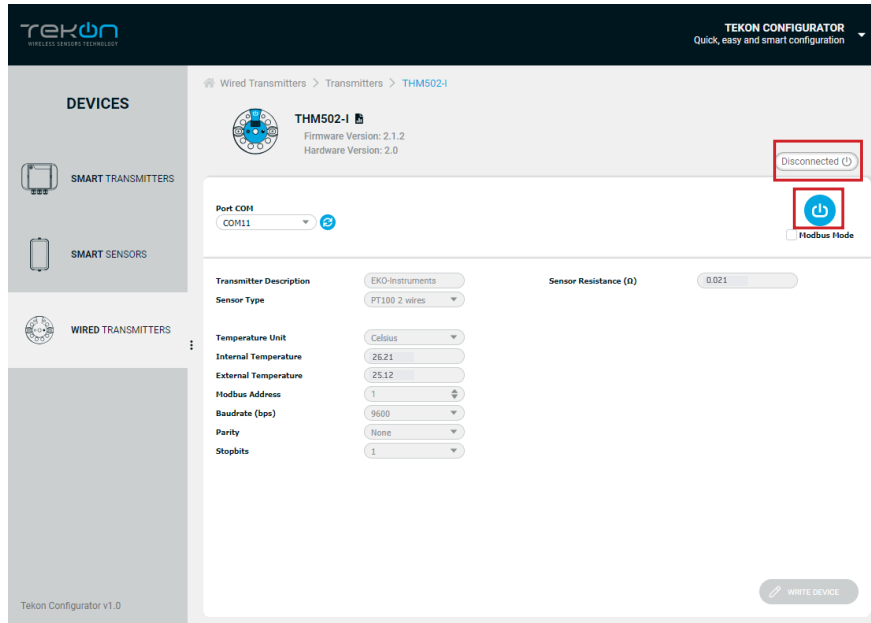 TEKON
WIRELESS SENSORS TECHNOLOGY
TEKON CONFIGURATOR
Quick, easy and smart configuration
DEVICES
SMART TRANSMITTERS
SMART SENSORS
WIRED TRANSMITTERS
Tekon Configurator v1.0
Wired Transmitters > Transmitters > THM502-I
THM502-I
Firmware Version: 2.1.2
Hardware Version: 2.0
Disconnected
Port COM
COM11
Modbus Mode
Transmitter Description EKO-Instruments
Sensor Resistance (Ω) 0.021
Sensor Type PT100 2 wires
Temperature Unit Celsius
Internal Temperature 26.21
External Temperature 25.12
Modbus Address 1
Baudrate (bps) 9600
Parity None
Stopbits 1
WRITE DEVICE